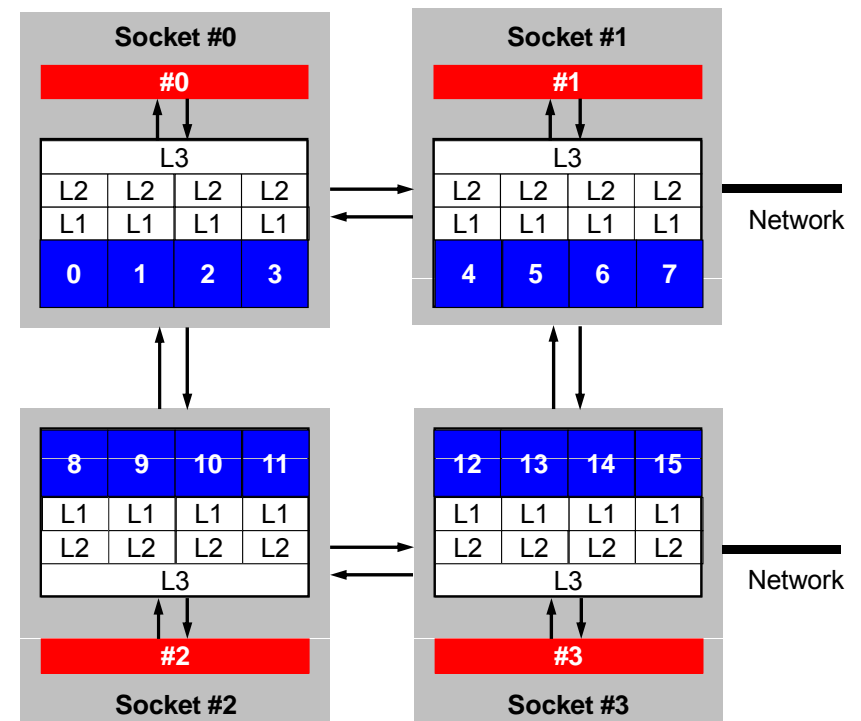 Socket #0
Socket #1
#0
#1
L3
L3
L2 L2 L2 L2
L2 L2 L2 L2
L1 L1 L1 L1
L1 L1 L1 L1
Network
0 1 2 3
4 5 6 7
8 9 10 11
12 13 14 15
L1 L1 L1 L1
L1 L1 L1 L1
L2 L2 L2 L2
L2 L2 L2 L2
L3
L3
Network
#2
#3
Socket #2
Socket #3